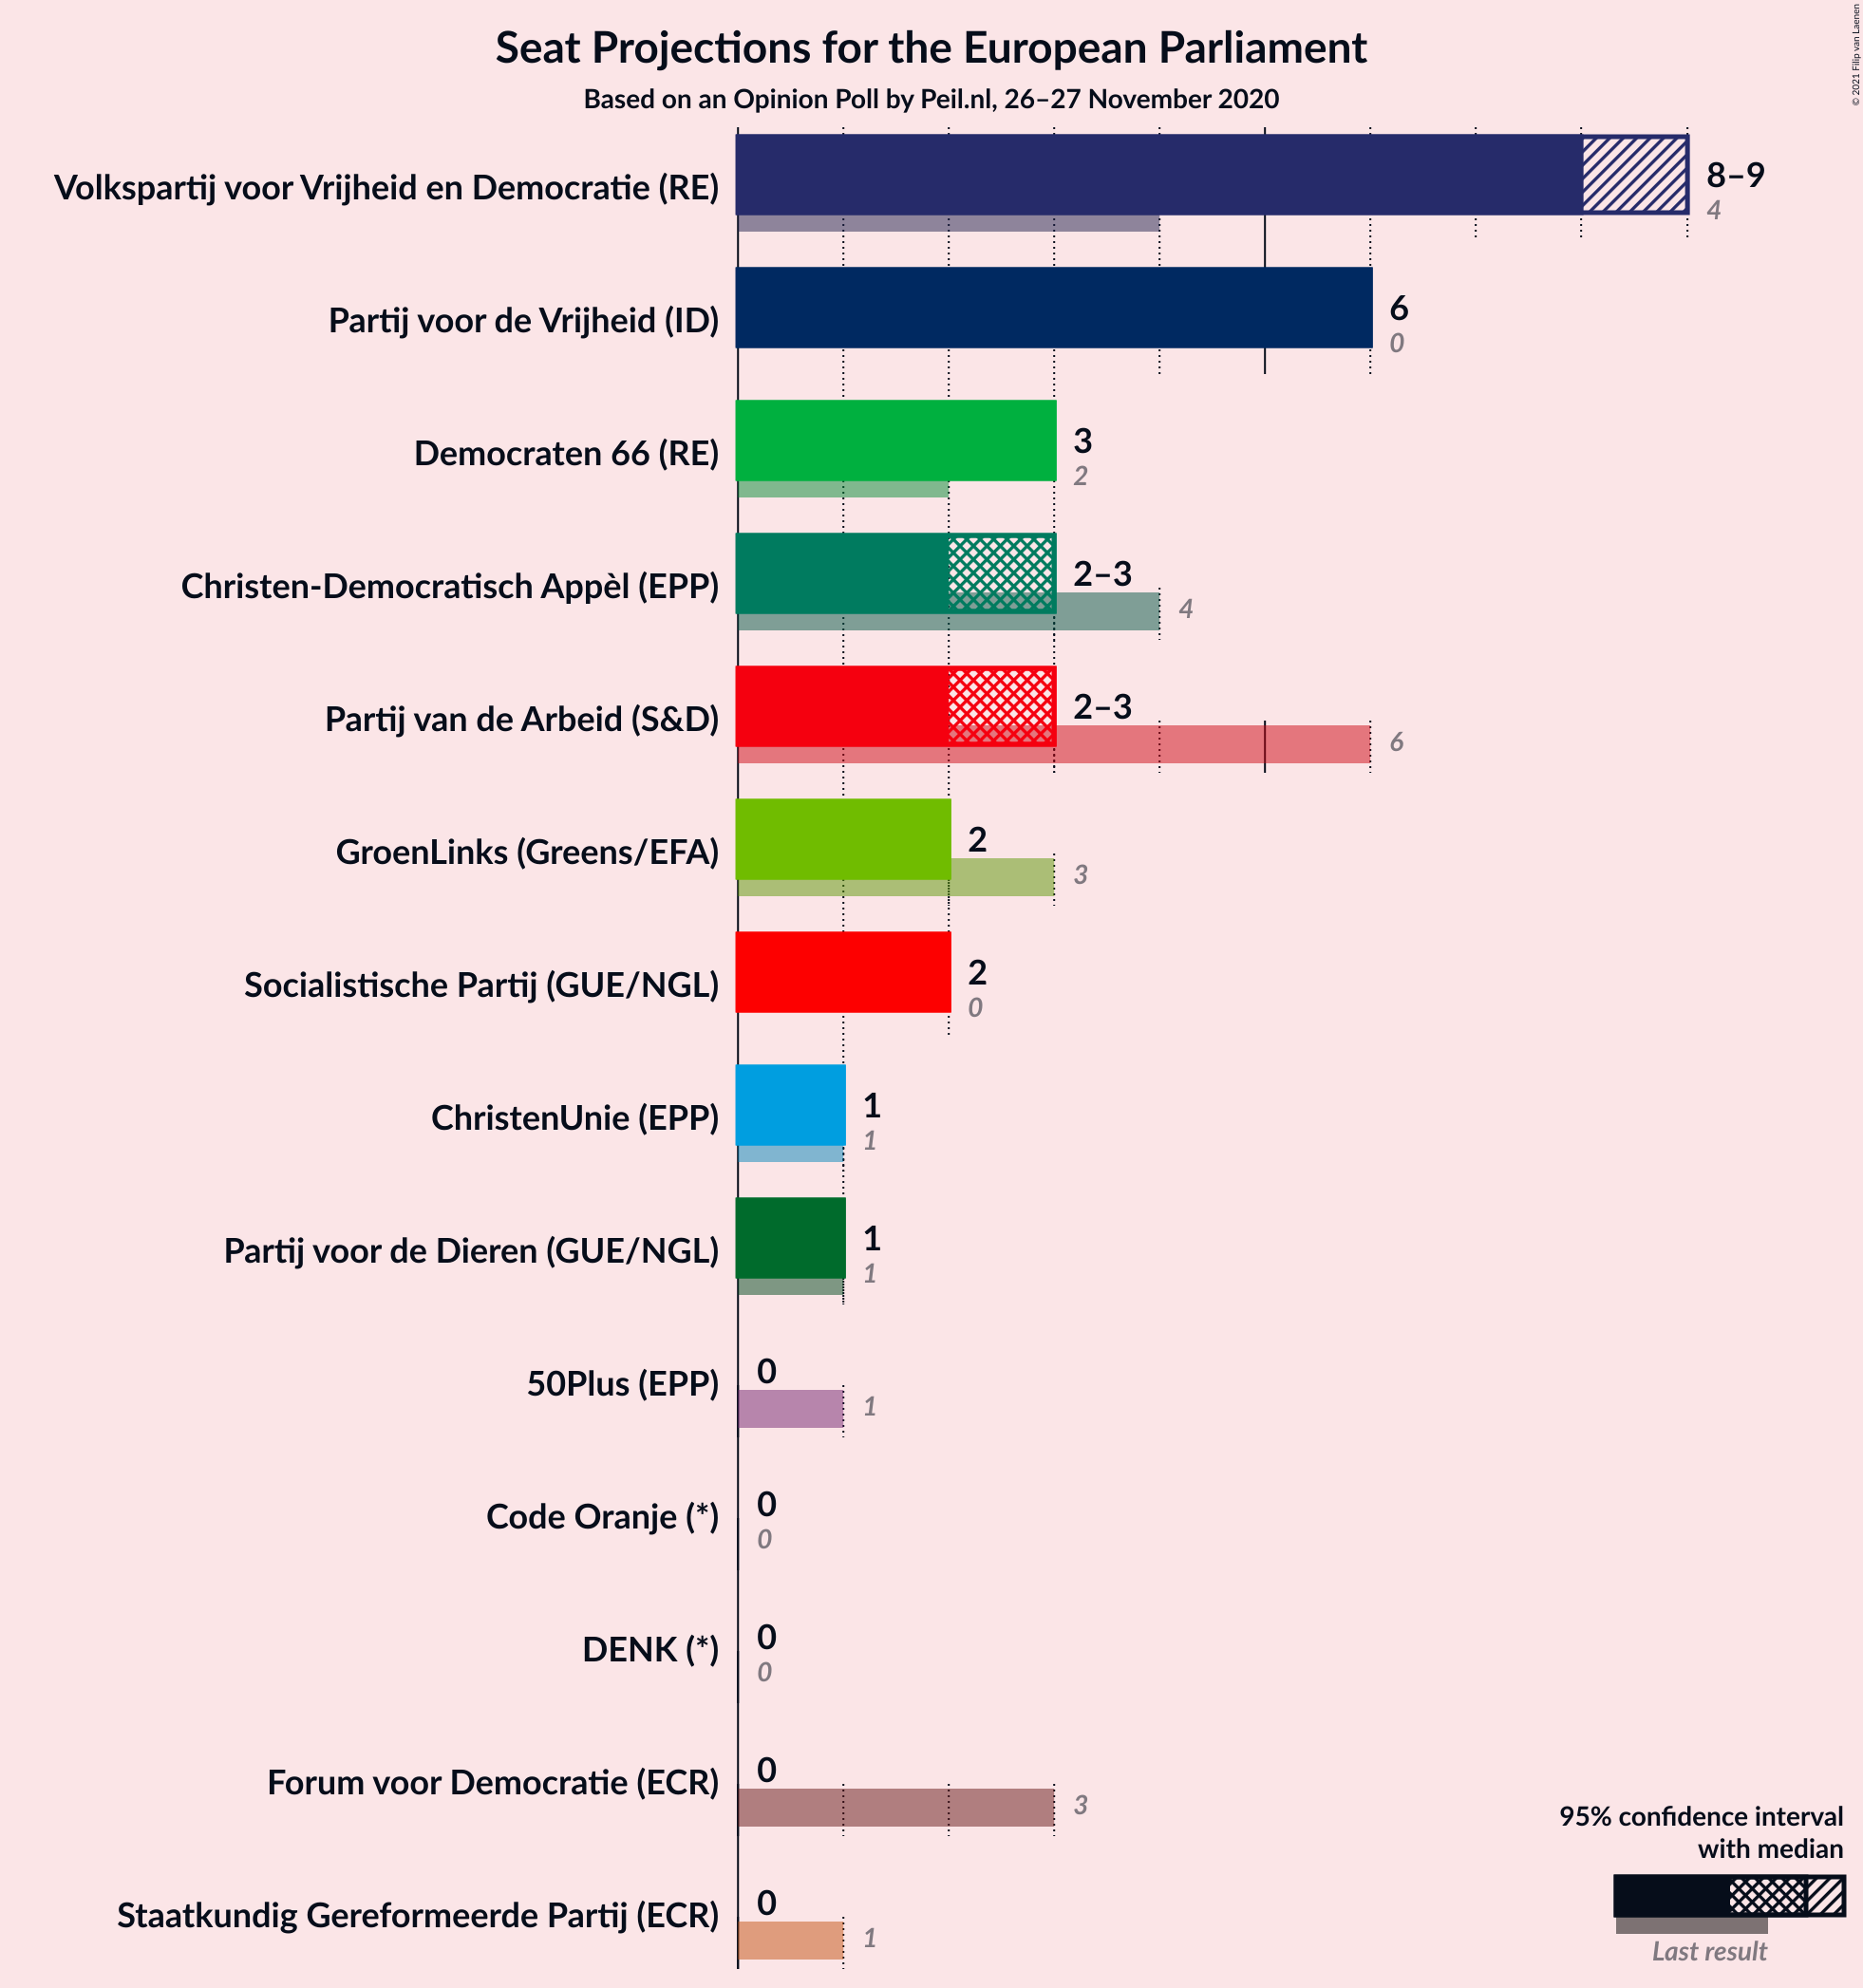 Seat Projections for the European Parliament
Based on an Opinion Poll by Peil.nl, 26–27 November 2020
© 2021 Filip van Laenen
Volkspartij voor Vrijheid en Democratie (RE)
8–9
4
Partij voor de Vrijheid (ID)
6
0
Democraten 66 (RE)
3
2
Christen-Democratisch Appèl (EPP)
2–3
4
Partij van de Arbeid (S&D)
2–3
6
GroenLinks (Greens/EFA)
2
3
Socialistische Partij (GUE/NGL)
2
0
ChristenUnie (EPP)
1
1
Partij voor de Dieren (GUE/NGL)
1
1
50Plus (EPP)
0
1
Code Oranje (*)
0
0
DENK (*)
0
0
Forum voor Democratie (ECR)
0
3
Staatkundig Gereformeerde Partij (ECR)
0
1
95% confidence interval
with median
Last result